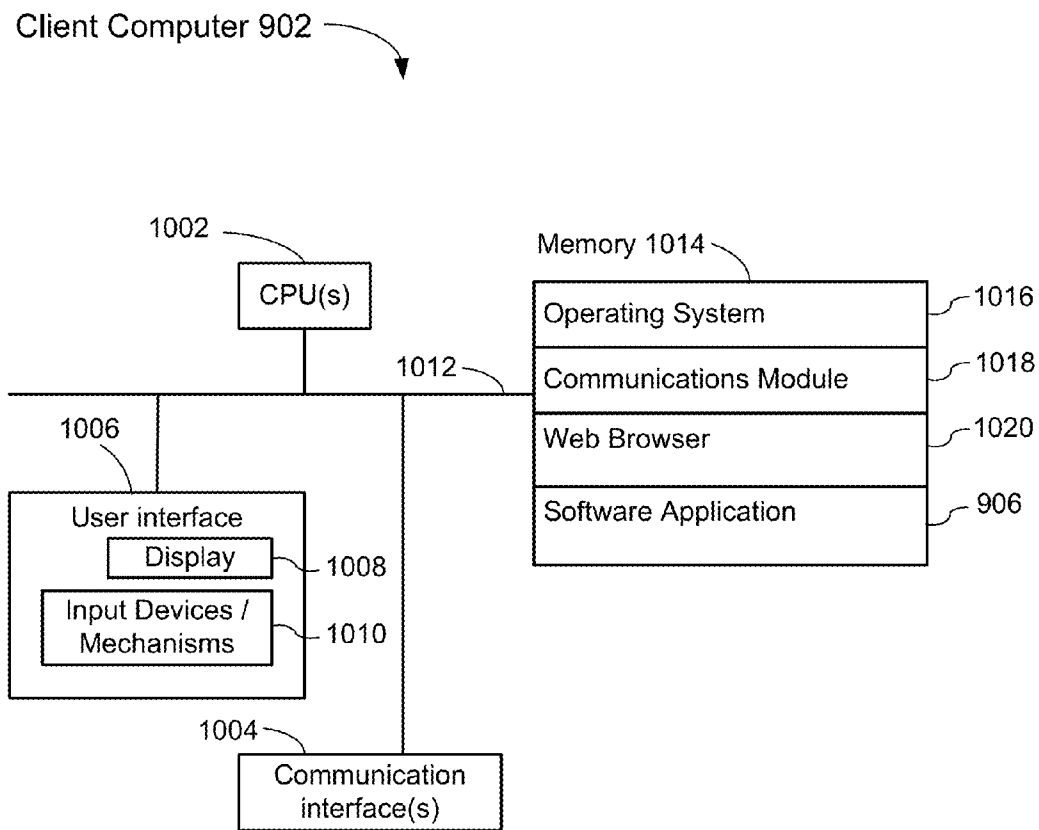 Client Computer 902
1002
CPU(s)
Memory 1014
Operating System
1016
Communications Module
1018
Web Browser
1020
Software Application
906
1012
1006
User interface
Display
1008
Input Devices /
Mechanisms
1010
1004
Communication
interface(s)